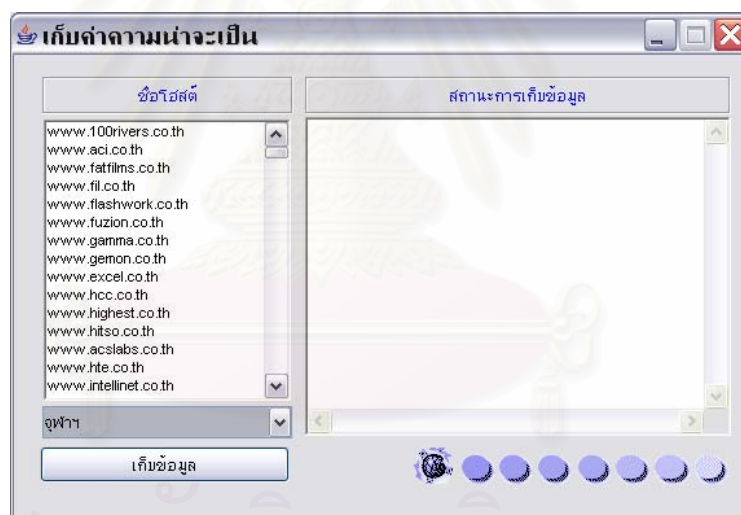 เก็บค่าความน่าจะเป็น
ชื่อโฮสต์
สถานะการเก็บข้อมูล
www.100rivers.co.th
www.aci.co.th
www.fatfilms.co.th
www.fil.co.th
www.flashwork.co.th
www.fuzion.co.th
www.gamma.co.th
www.gemon.co.th
www.excel.co.th
www.hcc.co.th
www.highest.co.th
www.hitso.co.th
www.acslabs.co.th
www.hte.co.th
www.intellinet.co.th
จุฬาฯ
เก็บข้อมูล